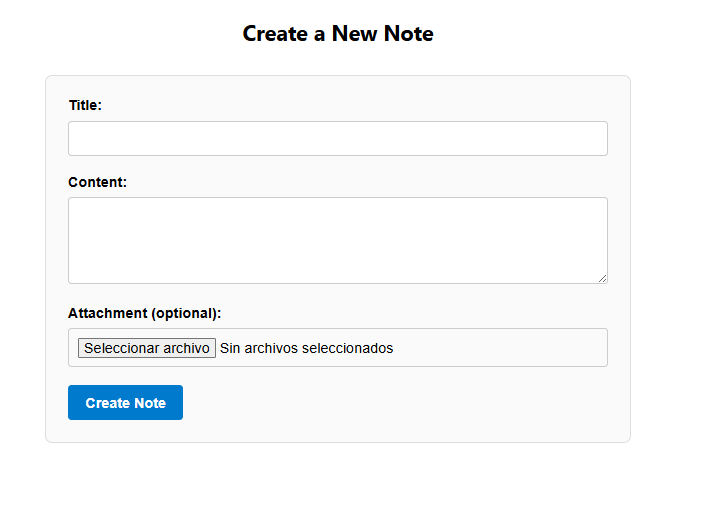 Create a New Note
Title:
Content:
Attachment (optional):
Seleccionar archivo Sin archivos seleccionados
Create Note